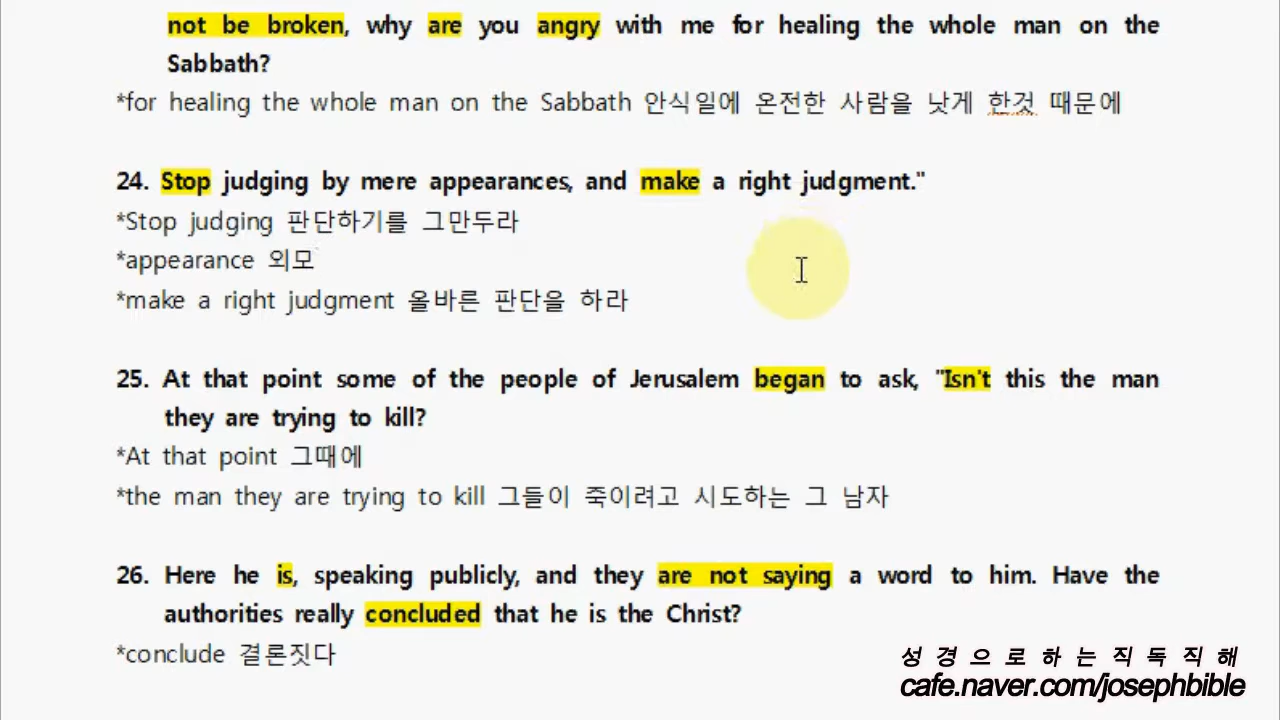 not be broken, why are you angry with me for healing the whole man on the
Sabbath?
*for healing the whole man on the Sabbath 안식일에 온전한 사람을 낫게 한것 때문에
24. Stop judging by mere appearances, and make a right judgment."
*Stop judging 판단하기를 그만두라
*appearance 외모
*make a right judgment 올바른 판단을 하라
25. At that point some of the people of Jerusalem began to ask, "Isn't this the man
they are trying to kill?
*At that point 그때에
*the man they are trying to kill 그들이 죽이려고 시도하는 그 남자
26. Here he is, speaking publicly, and they are not saying a word to him. Have the
authorities really concluded that he is the Christ?
*conclude 결론짓다
성경으로하는직독직해
cafe.naver.com/josephbible